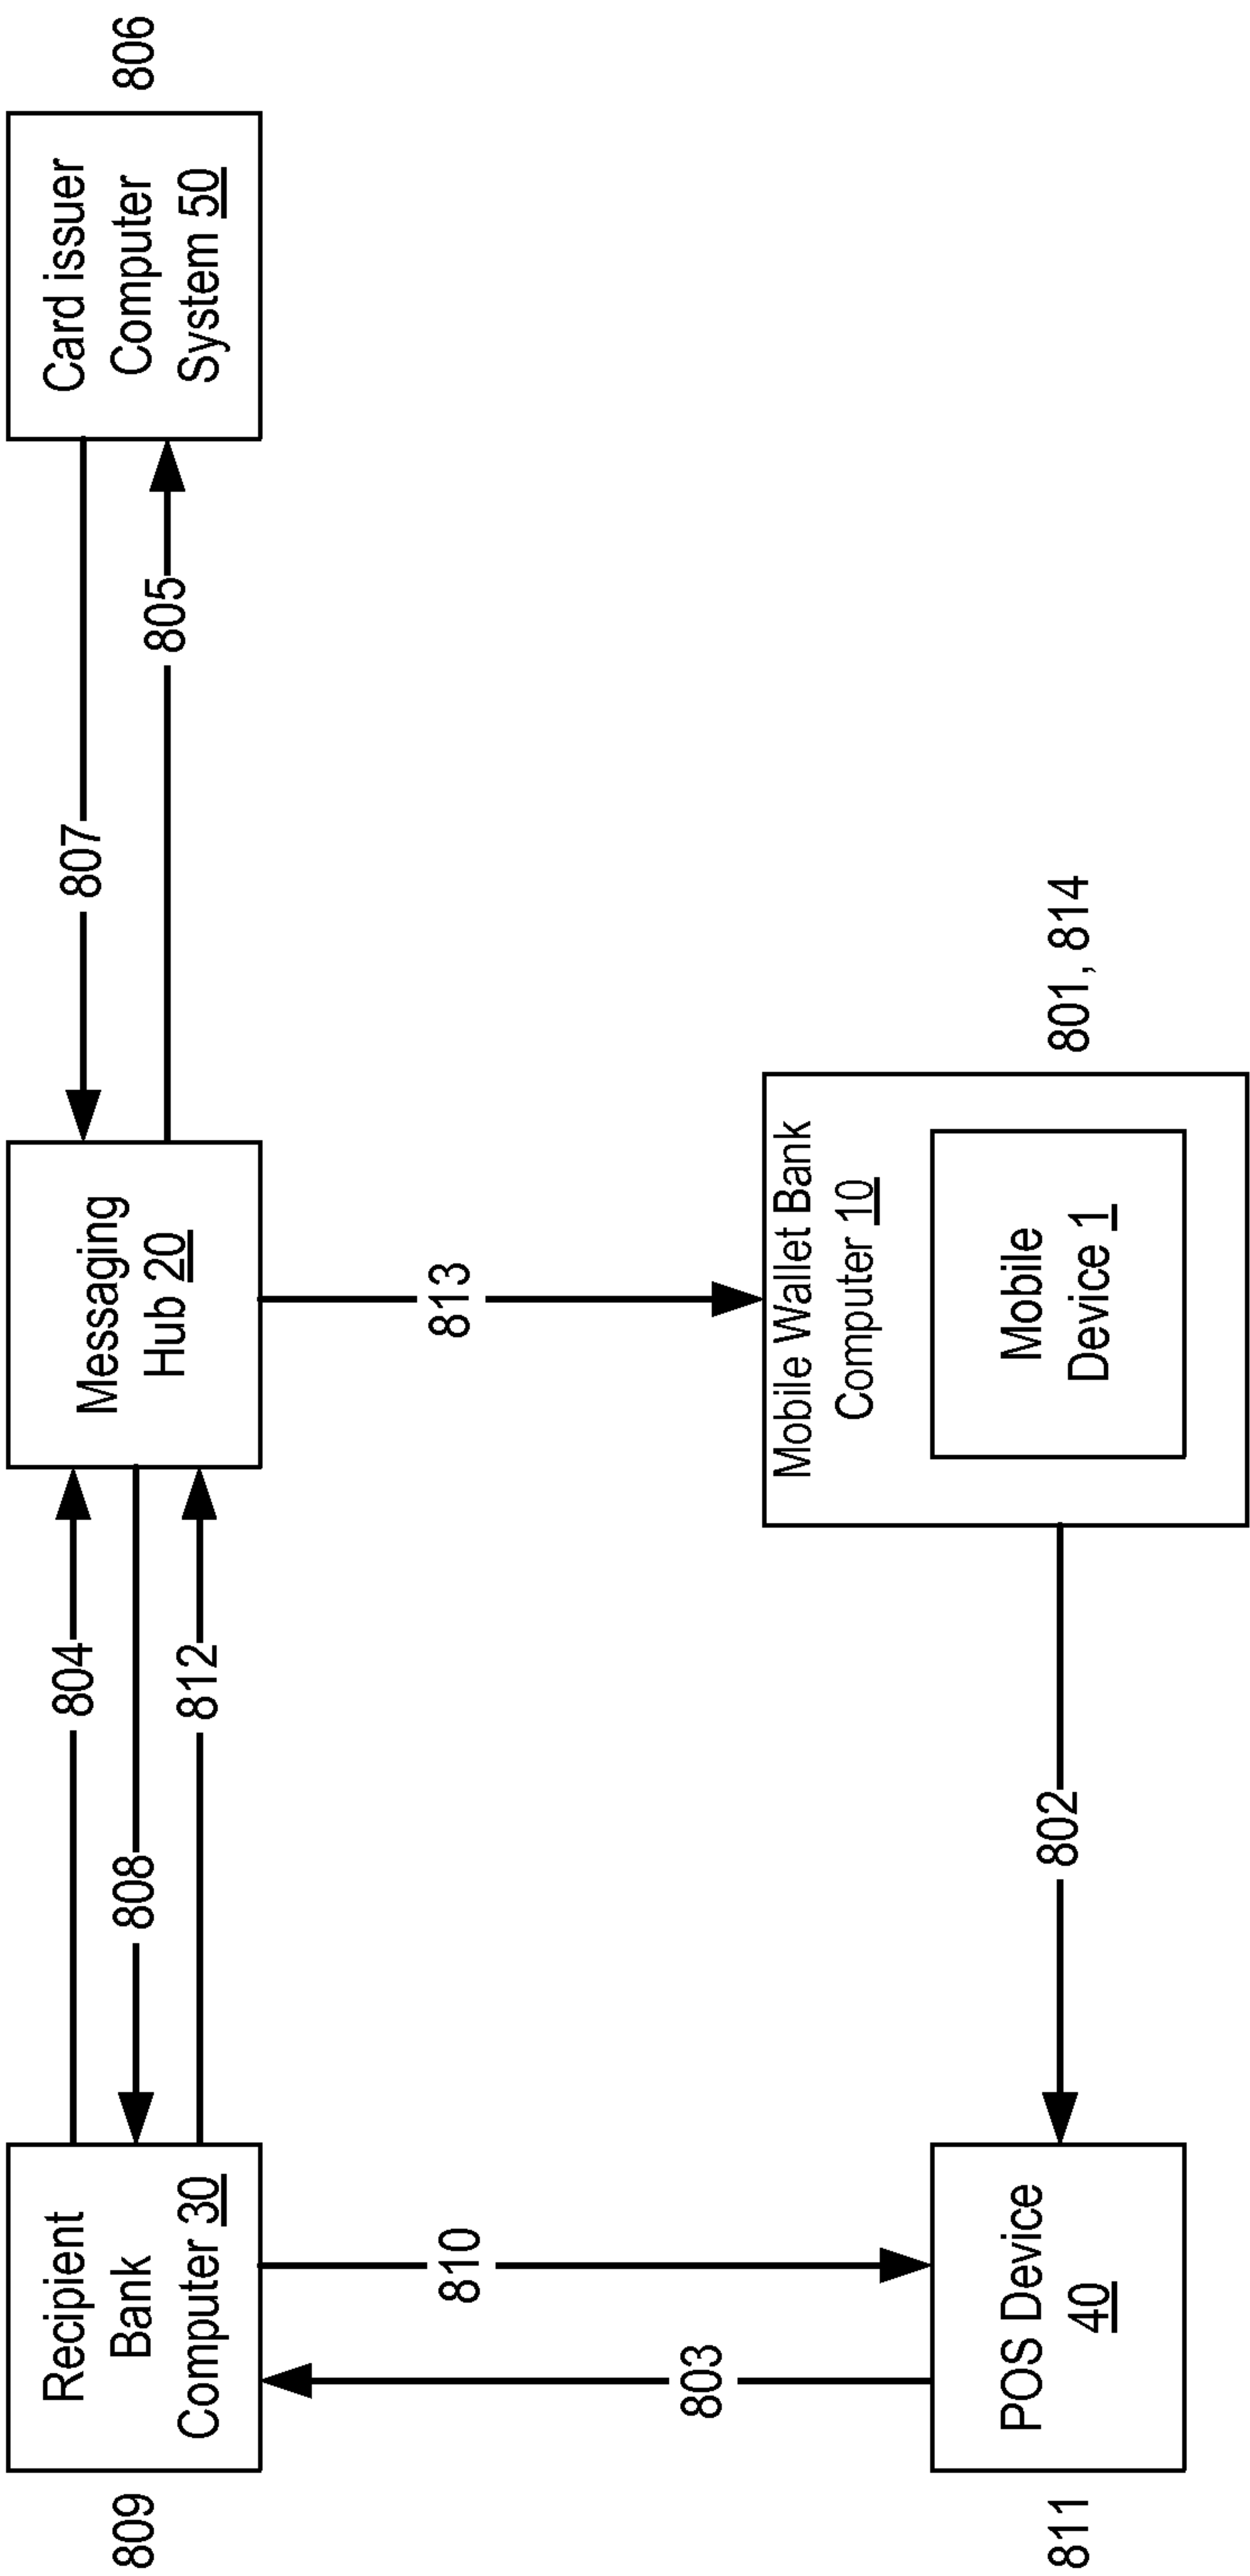 809
Recipient
Bank
Computer 30
804
808
812
Messaging
Hub 20
807
805
Card issuer
Computer
System 50
806
803
810
813
811
POS Device
40
802
Mobile Wallet Bank
Computer 10
Mobile
Device 1
801, 814